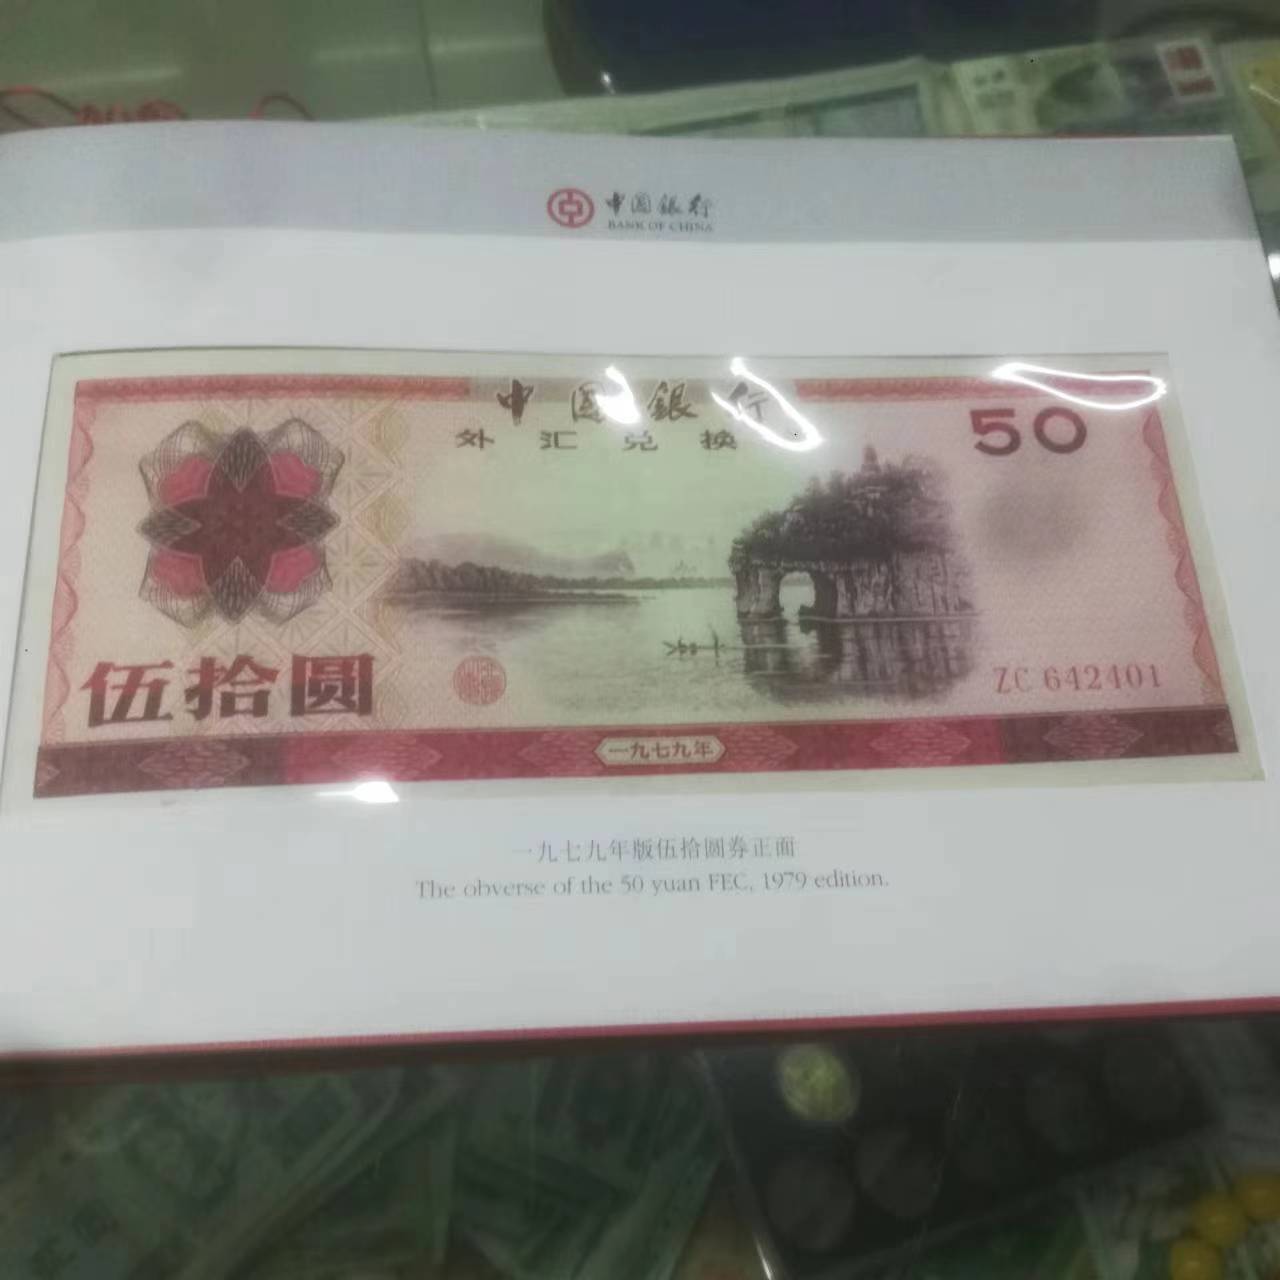 中国銀行
BANK OF CHINA
中国銀行
外汇兑换
50
伍拾圆
ZC 642401
一九七九年
一九七九年版伍拾圆券正面
The obverse of the 50 yuan FEC, 1979 edition.